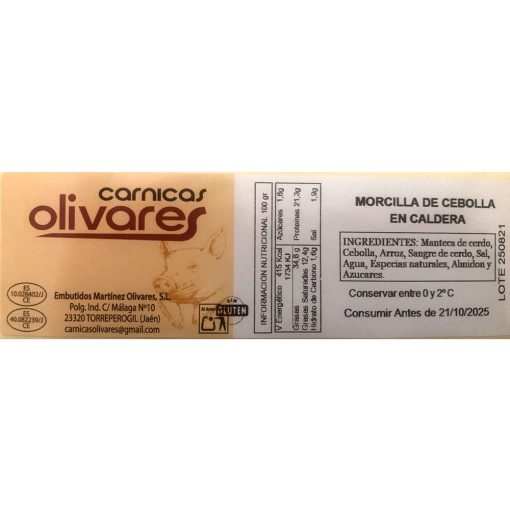 carnicas
olivares
ES
10.028402/J
CE
ES
40.062239/J
CE
Embutidos Martínez Olivares, S.L.
Polg. Ind. C/ Málaga Nº10
23320 TORREPEROGIL (Jaén)
carnicasolivares@gmail.com
SIN
GLUTEN
INFORMACION NUTRICIONAL 100 gr
V Energético 415 Kcal
1734 KJ
Grasas 34,6 g
Grasas Saturadas 12,4g
Hidrato de Carbono 1,6g
Azúcares 1,6g
Proteínas 21,3g
Sal 1,9g
MORCILLA DE CEBOLLA
EN CALDERA
INGREDIENTES: Manteca de cerdo,
Cebolla, Arroz, Sangre de cerdo, Sal,
Agua, Especias naturales, Almidon y
Azucares.
Conservar entre 0 y 2º C
Consumir Antes de 21/10/2025
LOTE 250821